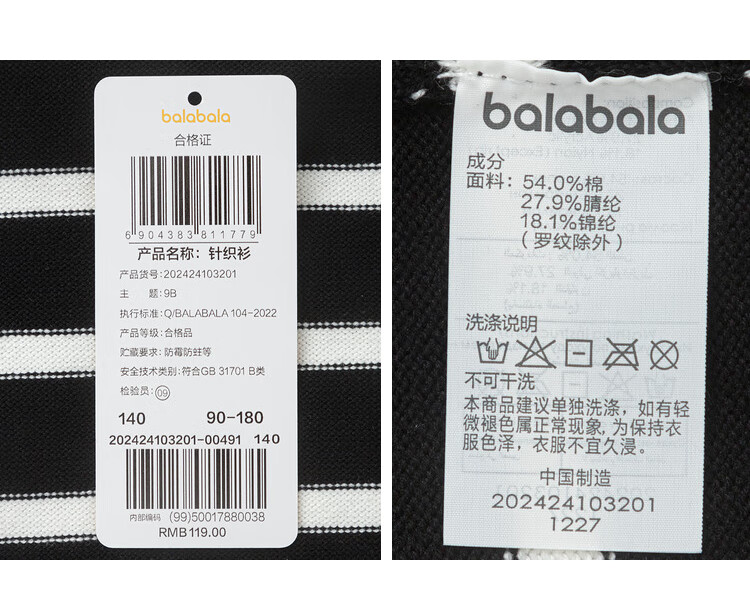 balabala
合格证
6904383811779
产品名称：针织衫
产品货号：202424103201
主 题：9B
执行标准：Q/BALABALA 104-2022
产品等级：合格品
贮藏要求：防霉防蛀等
安全技术类别：符合GB 31701 B类
检验员：09
140 90-180
202424103201-00491 140
内部编码 (99)50017880038
RMB119.00
balabala
成分
面料：54.0%棉
27.9%腈纶
18.1%锦纶
（罗纹除外）
洗涤说明
不可干洗
本商品建议单独洗涤，如有轻
微褪色属正常现象，为保持衣
服色泽，衣服不宜久浸。
中国制造
202424103201
1227